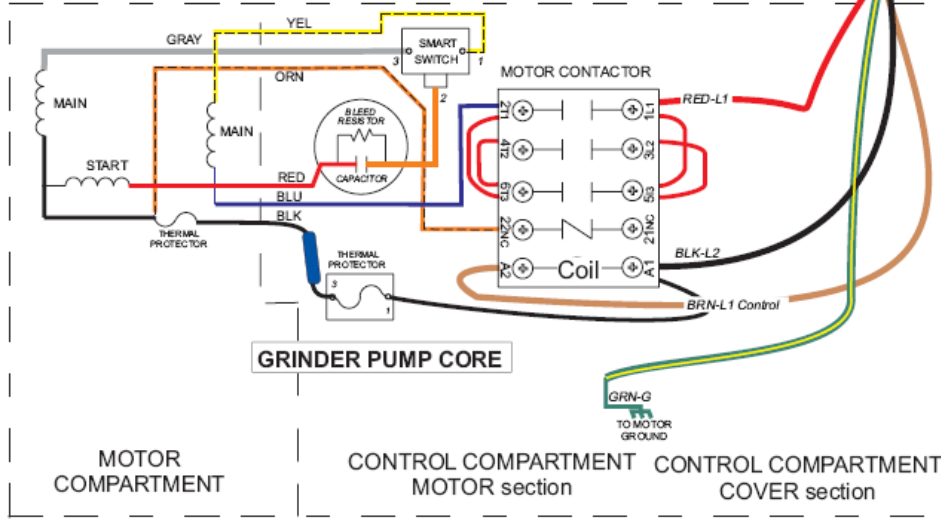 YEL
GRAY
SMART
SWITCH
3
1
2
ORN
MOTOR CONTACTOR
MAIN
MAIN
BLEED
RESISTOR
CAPACITOR
2T1
1L1
RED-L1
4T2
3L2
START
RED
6T3
5l3
BLU
BLK
22NC
21NC
THERMAL
PROTECTOR
THERMAL
PROTECTOR
3
1
A2
Coil
A1
BLK-L2
BRN-L1 Control
GRINDER PUMP CORE
GRN-G
TO MOTOR
GROUND
MOTOR
COMPARTMENT
CONTROL COMPARTMENT
MOTOR section
CONTROL COMPARTMENT
COVER section